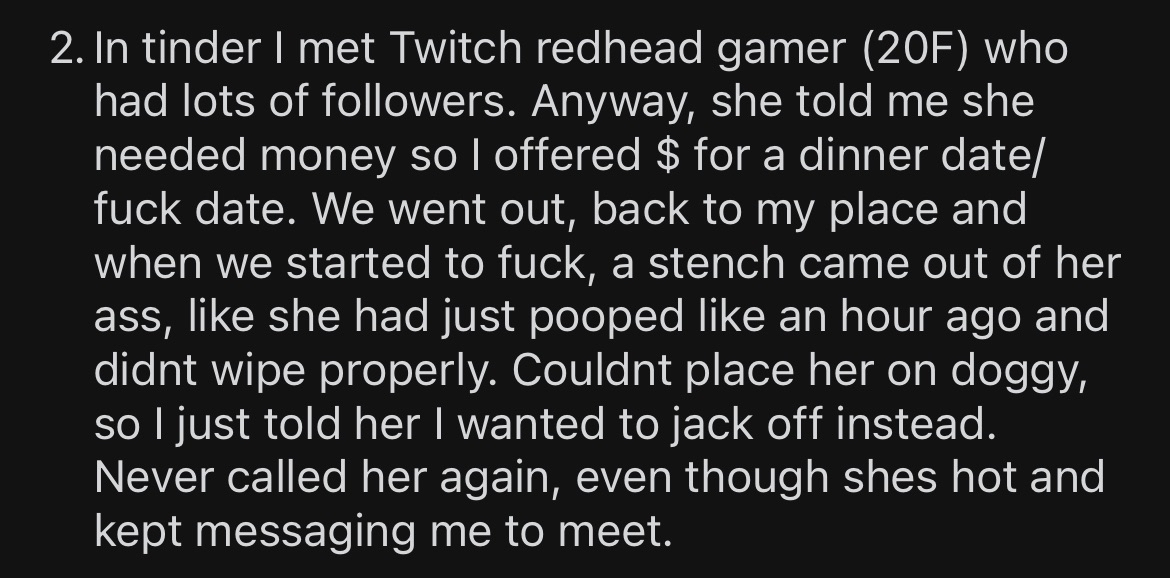 2. In tinder I met Twitch redhead gamer (20F) who
had lots of followers. Anyway, she told me she
needed money so I offered $ for a dinner date/
fuck date. We went out, back to my place and
when we started to fuck, a stench came out of her
ass, like she had just pooped like an hour ago and
didnt wipe properly. Couldnt place her on doggy,
so I just told her I wanted to jack off instead.
Never called her again, even though shes hot and
kept messaging me to meet.